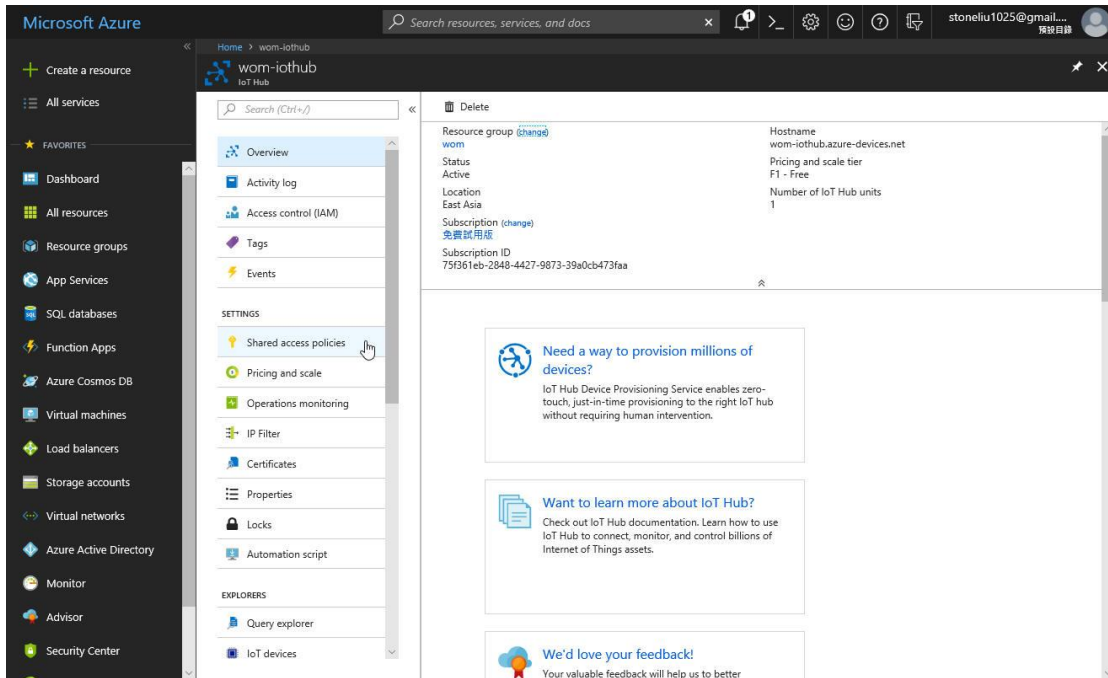 Microsoft Azure
Search resources, services, and docs
×
1
>_
?
stoneliu1025@gmail....
預設目錄
«
Home > wom-iothub
wom-iothub
IoT Hub
Create a resource
All services
FAVORITES
Dashboard
All resources
Resource groups
App Services
SQL databases
Function Apps
Azure Cosmos DB
Virtual machines
Load balancers
Storage accounts
Virtual networks
Azure Active Directory
Monitor
Advisor
Security Center
Search (Ctrl+/)
«
Overview
Activity log
Access control (IAM)
Tags
Events
SETTINGS
Shared access policies
Pricing and scale
Operations monitoring
IP Filter
Certificates
Properties
Locks
Automation script
EXPLORERS
Query explorer
IoT devices
Delete
Resource group (change)
wom
Status
Active
Location
East Asia
Subscription (change)
免費試用版
Subscription ID
75f361eb-2848-4427-9873-39a0cb473faa
Hostname
wom-iothub.azure-devices.net
Pricing and scale tier
F1 - Free
Number of IoT Hub units
1
Need a way to provision millions of
devices?
IoT Hub Device Provisioning Service enables zero-
touch, just-in-time provisioning to the right IoT hub
without requiring human intervention.
Want to learn more about IoT Hub?
Check out IoT Hub documentation. Learn how to use
IoT Hub to connect, monitor, and control billions of
Internet of Things assets.
We'd love your feedback!
Your valuable feedback will help us to better